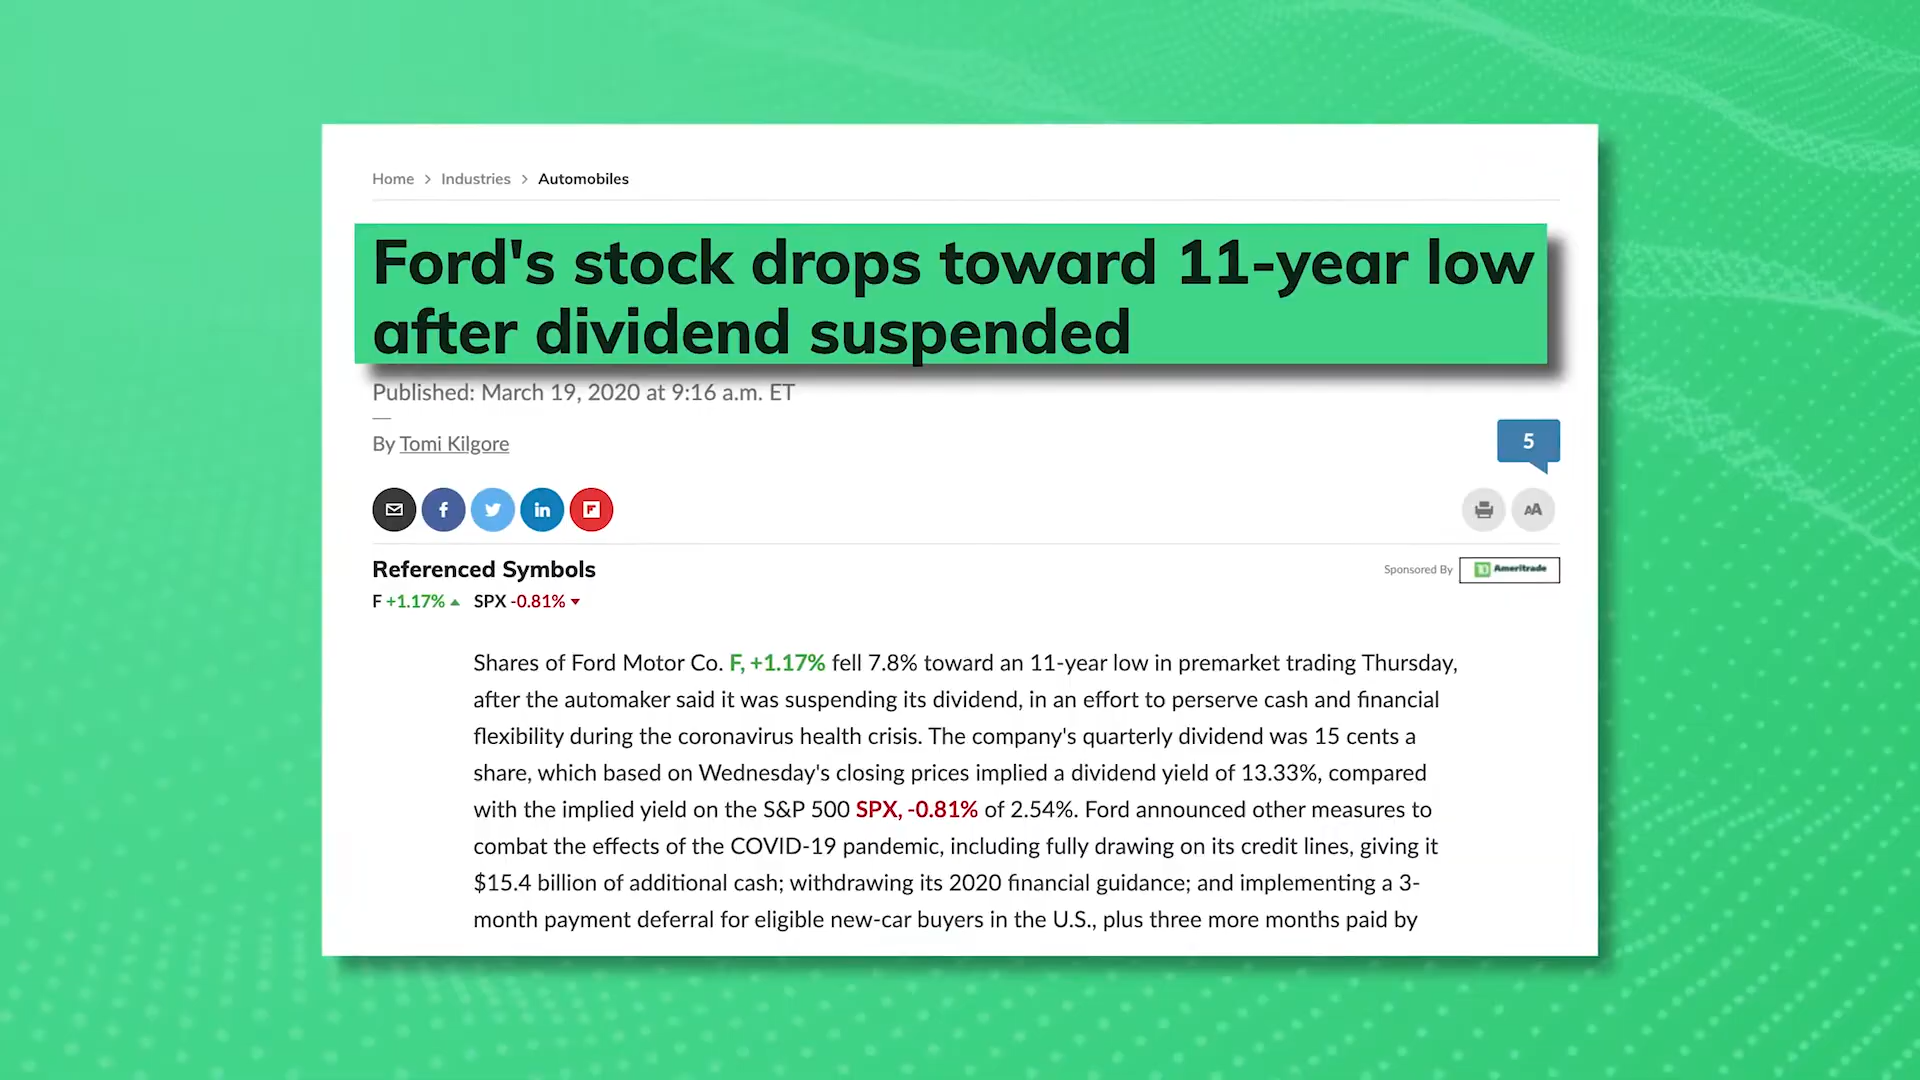 Home > Industries > Automobiles
Ford's stock drops toward 11-year low
after dividend suspended
Published: March 19, 2020 at 9:16 a.m. ET
By Tomi Kilgore
5
AA
Referenced Symbols
Sponsored By TD Ameritrade
F +1.17% SPX -0.81%
Shares of Ford Motor Co. F, +1.17% fell 7.8% toward an 11-year low in premarket trading Thursday,
after the automaker said it was suspending its dividend, in an effort to perserve cash and financial
flexibility during the coronavirus health crisis. The company's quarterly dividend was 15 cents a
share, which based on Wednesday's closing prices implied a dividend yield of 13.33%, compared
with the implied yield on the S&P 500 SPX, -0.81% of 2.54%. Ford announced other measures to
combat the effects of the COVID-19 pandemic, including fully drawing on its credit lines, giving it
$15.4 billion of additional cash; withdrawing its 2020 financial guidance; and implementing a 3-
month payment deferral for eligible new-car buyers in the U.S., plus three more months paid by